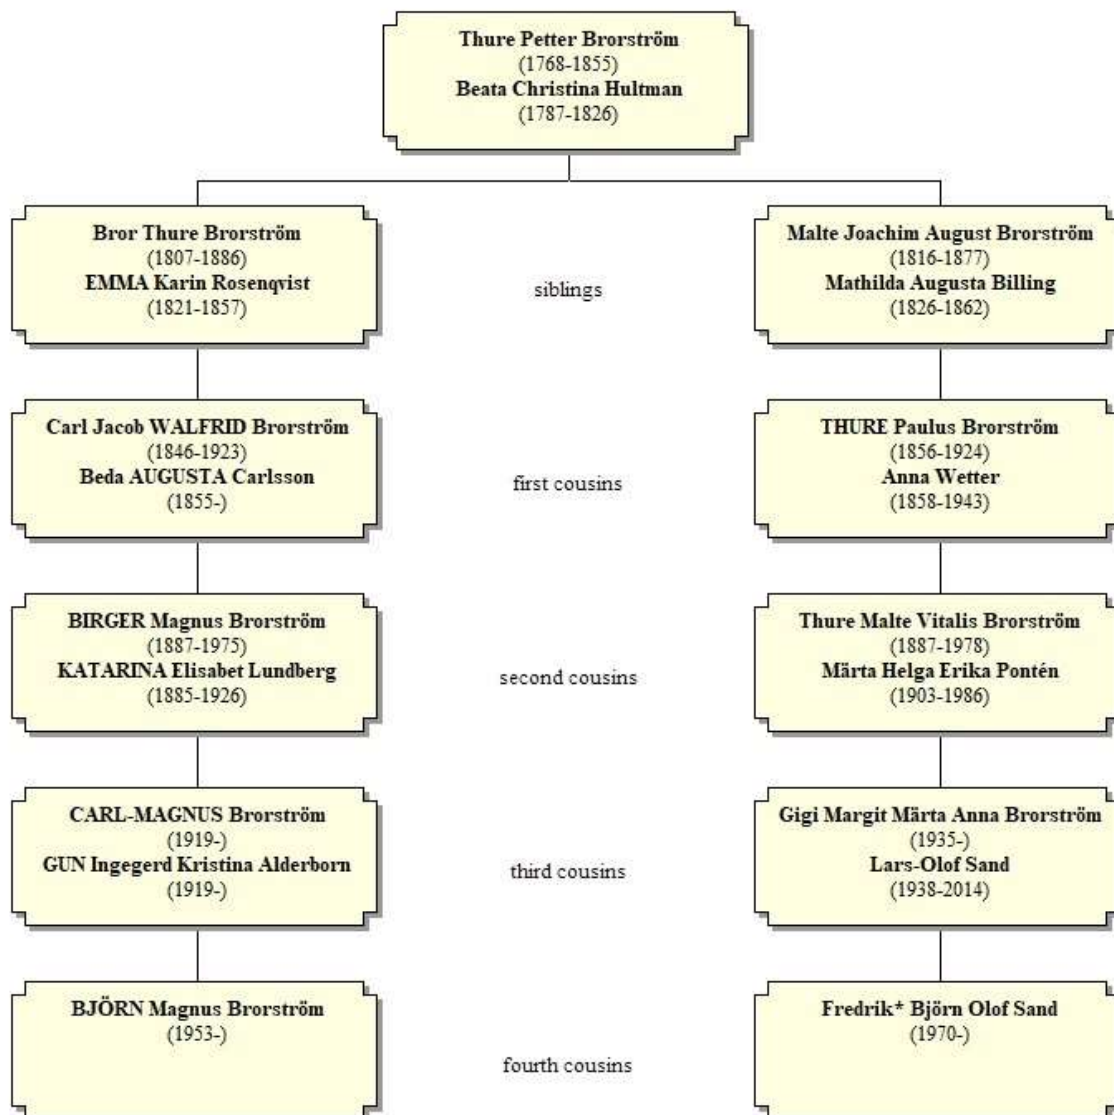 Thure Petter Brorström
(1768-1855)
Beata Christina Hultman
(1787-1826)
Bror Thure Brorström
(1807-1886)
EMMA Karin Rosenqvist
(1821-1857)
siblings
Malte Joachim August Brorström
(1816-1877)
Mathilda Augusta Billing
(1826-1862)
Carl Jacob WALFRID Brorström
(1846-1923)
Beda AUGUSTA Carlsson
(1855-)
first cousins
THURE Paulus Brorström
(1856-1924)
Anna Wetter
(1858-1943)
BIRGER Magnus Brorström
(1887-1975)
KATARINA Elisabet Lundberg
(1885-1926)
second cousins
Thure Malte Vitalis Brorström
(1887-1978)
Märta Helga Erika Pontén
(1903-1986)
CARL-MAGNUS Brorström
(1919-)
GUN Ingegerd Kristina Alderborn
(1919-)
third cousins
Gigi Margit Märta Anna Brorström
(1935-)
Lars-Olof Sand
(1938-2014)
BJÖRN Magnus Brorström
(1953-)
fourth cousins
Fredrik* Björn Olof Sand
(1970-)